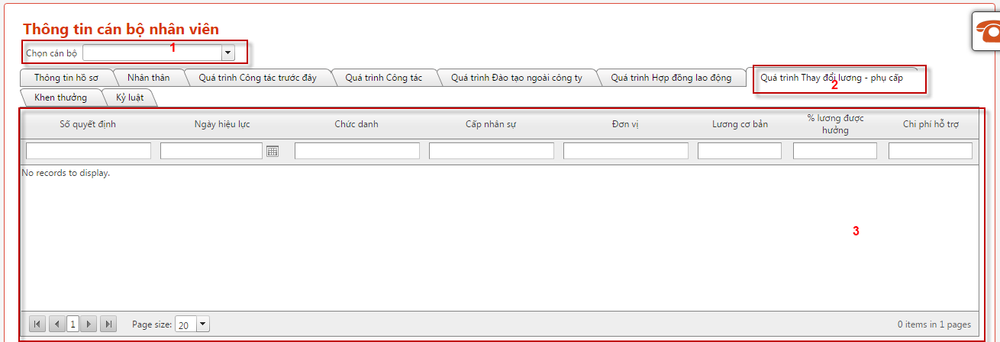 Thông tin cán bộ nhân viên
1
Chọn cán bộ
Thông tin hồ sơ Nhân thân Quá trình Công tác trước đây Quá trình Công tác Quá trình Đào tạo ngoài công ty Quá trình Hợp đồng lao động Quá trình Thay đổi lương - phụ cấp
2
Khen thưởng Kỷ luật
Số quyết định Ngày hiệu lực Chức danh Cấp nhân sự Đơn vị Lương cơ bản % lương được hưởng Chi phí hỗ trợ
No records to display.
3
1 Page size: 20 0 items in 1 pages